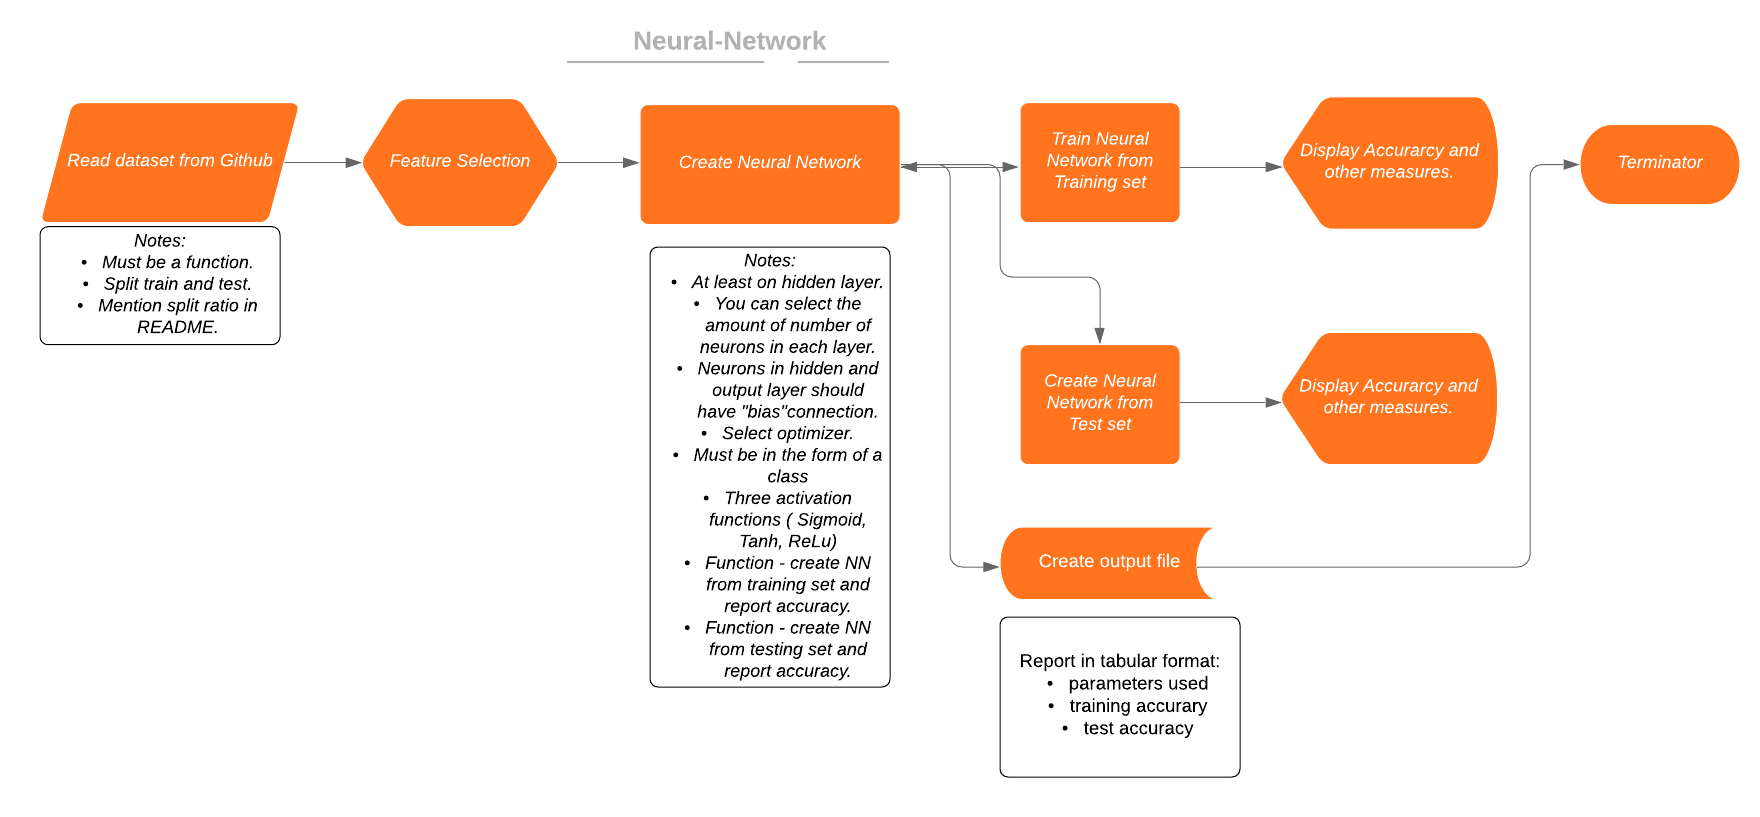 Neural-Network
Read dataset from Github
Notes:
• Must be a function.
• Split train and test.
• Mention split ratio in
README.
Feature Selection
Create Neural Network
Notes:
• At least on hidden layer.
• You can select the
amount of number of
neurons in each layer.
• Neurons in hidden and
output layer should
have "bias"connection.
• Select optimizer.
• Must be in the form of a
class
• Three activation
functions ( Sigmoid,
Tanh, ReLu)
• Function - create NN
from training set and
report accuracy.
• Function - create NN
from testing set and
report accuracy.
Train Neural
Network from
Training set
Display Accurarcy and
other measures.
Create Neural
Network from
Test set
Display Accurarcy and
other measures.
Create output file
Report in tabular format:
• parameters used
• training accurary
• test accuracy
Terminator